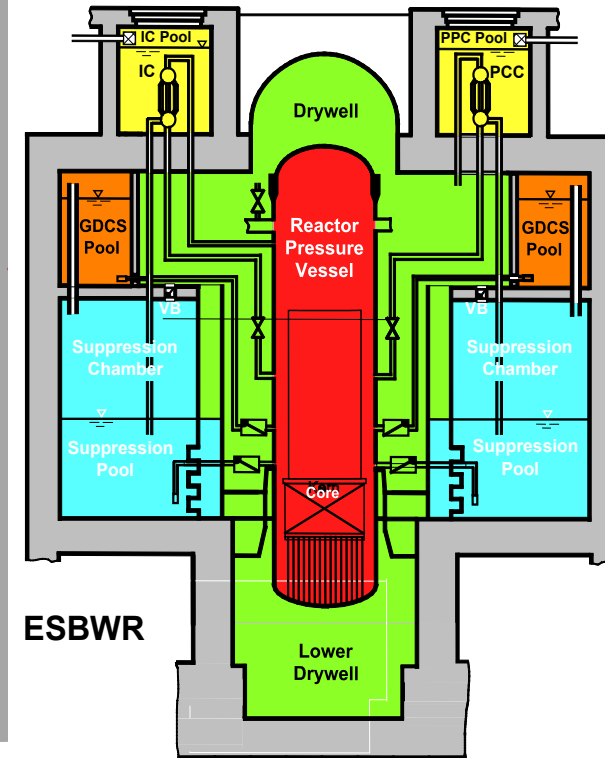 IC Pool
IC
PPC Pool
PCC
Drywell
GDCS
Pool
Reactor
Pressure
Vessel
GDCS
Pool
VB
VB
Suppression
Chamber
Suppression
Chamber
Suppression
Pool
Suppression
Pool
Core
ESBWR
Lower
Drywell